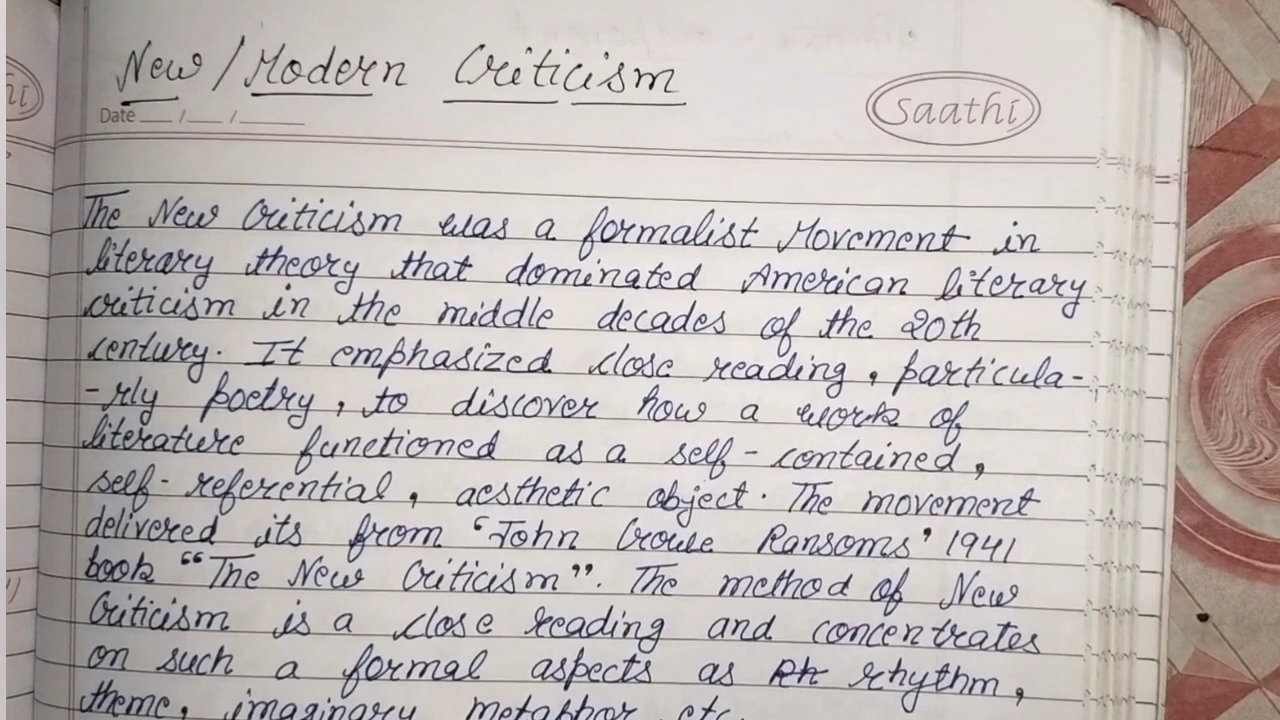 New / Modern Criticism
Date __ / __ / ____
saathi
The New Criticism was a formalist Movement in
literary theory that dominated American literary
criticism in the middle decades of the 20th
century. It emphasized close reading, particula-
-rly poetry, to discover how a work of
literature functioned as a self-contained,
self-referential, aesthetic object. The movement
delivered its from 'John Crowe Ransoms' 1941
book "The New Criticism". The method of New
Criticism is a close reading and concentrates
on such a formal aspects as rhythm,
theme, imaginary metaphor etc.